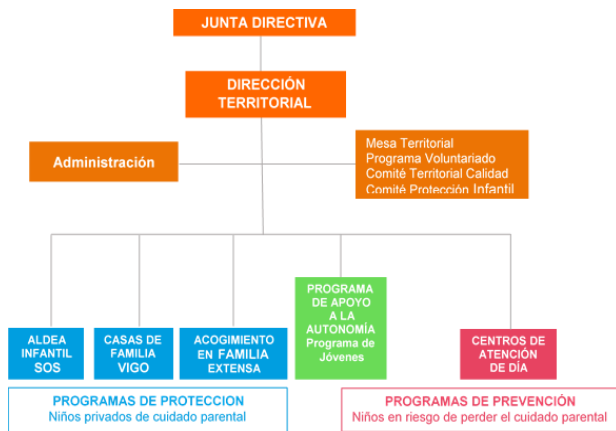 JUNTA DIRECTIVA
DIRECCIÓN
TERRITORIAL
Administración
Mesa Territorial
Programa Voluntariado
Comité Territorial Calidad
Comité Protección Infantil
ALDEA
INFANTIL
SOS
CASAS DE
FAMILIA
VIGO
ACOGIMIENTO
EN FAMILIA
EXTENSA
PROGRAMA
DE APOYO
A LA
AUTONOMÍA
Programa de
Jóvenes
CENTROS DE
ATENCIÓN
DE DÍA
PROGRAMAS DE PROTECCION
Niños privados de cuidado parental
PROGRAMAS DE PREVENCIÓN
Niños en riesgo de perder el cuidado parental